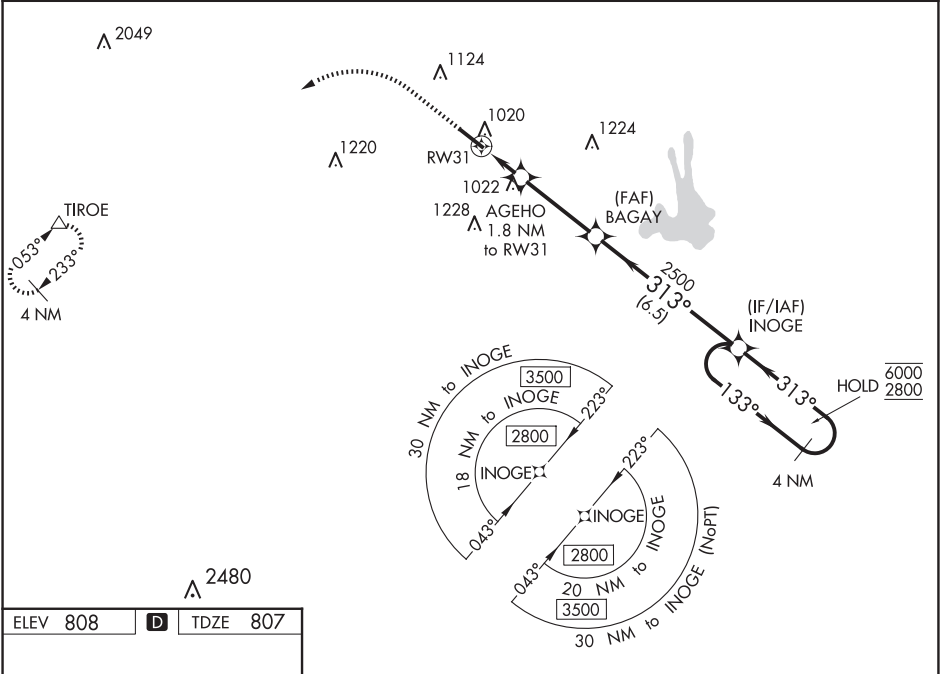 2049
1124
1020
RW31
1220
1224
1022
AGEHO
1.8 NM
to RW31
1228
(FAF)
BAGAY
TIROE
053°
233°
4 NM
2500
313°
(6.5)
(IF/IAF)
INOGE
313°
133°
HOLD
6000
2800
4 NM
30 NM to INOGE
3500
18 NM to INOGE
2800
223°
INOGE
043°
223°
INOGE
043°
2800
20 NM to INOGE
3500
30 NM to INOGE (NoPT)
2480
ELEV 808 D TDZE 807